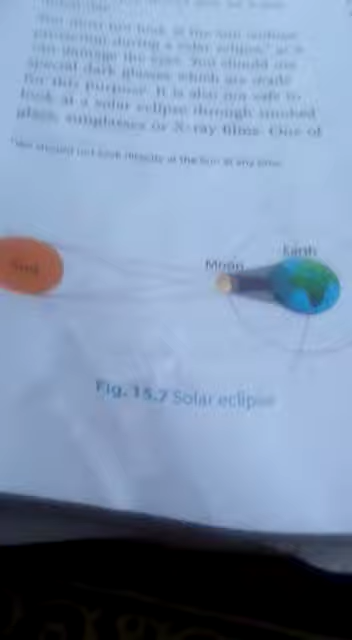 You must not look at the Sun without
protection during a solar eclipse, as it
can damage the eyes. You should use
special dark glasses which are made
for this purpose. It is also not safe to
look at a solar eclipse through smoked
glass, sunglasses or X-ray films. One of
*We should not look directly at the Sun at any time.
Earth
Moon
Sun
Fig. 15.7 Solar eclipse